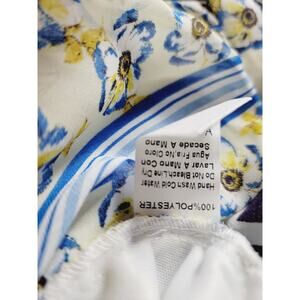 100%POLYESTER
Hand Wash Cold Water
Do Not Bleach.Line Dry
Lavar A Mano Con
Agua Fria No Cloro
Secade A Mano